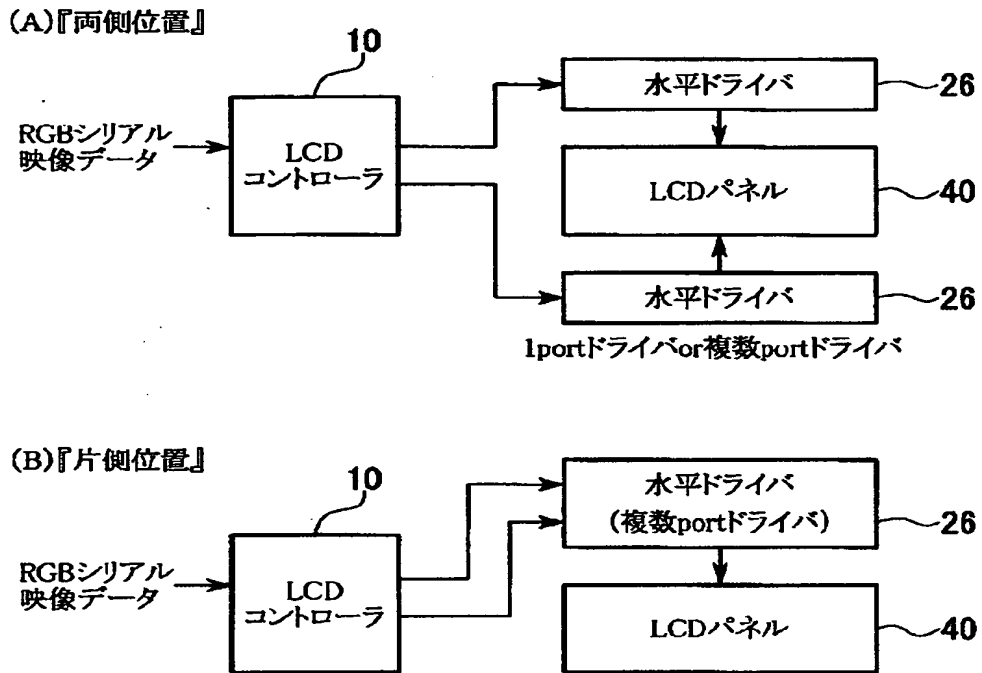 (A)『両側位置』
10
水平ドライバ
26
RGBシリアル
映像データ
LCD
コントローラ
LCDパネル
40
水平ドライバ
26
1portドライバor複数portドライバ
(B)『片側位置』
10
水平ドライバ
(複数portドライバ)
26
RGBシリアル
映像データ
LCD
コントローラ
LCDパネル
40